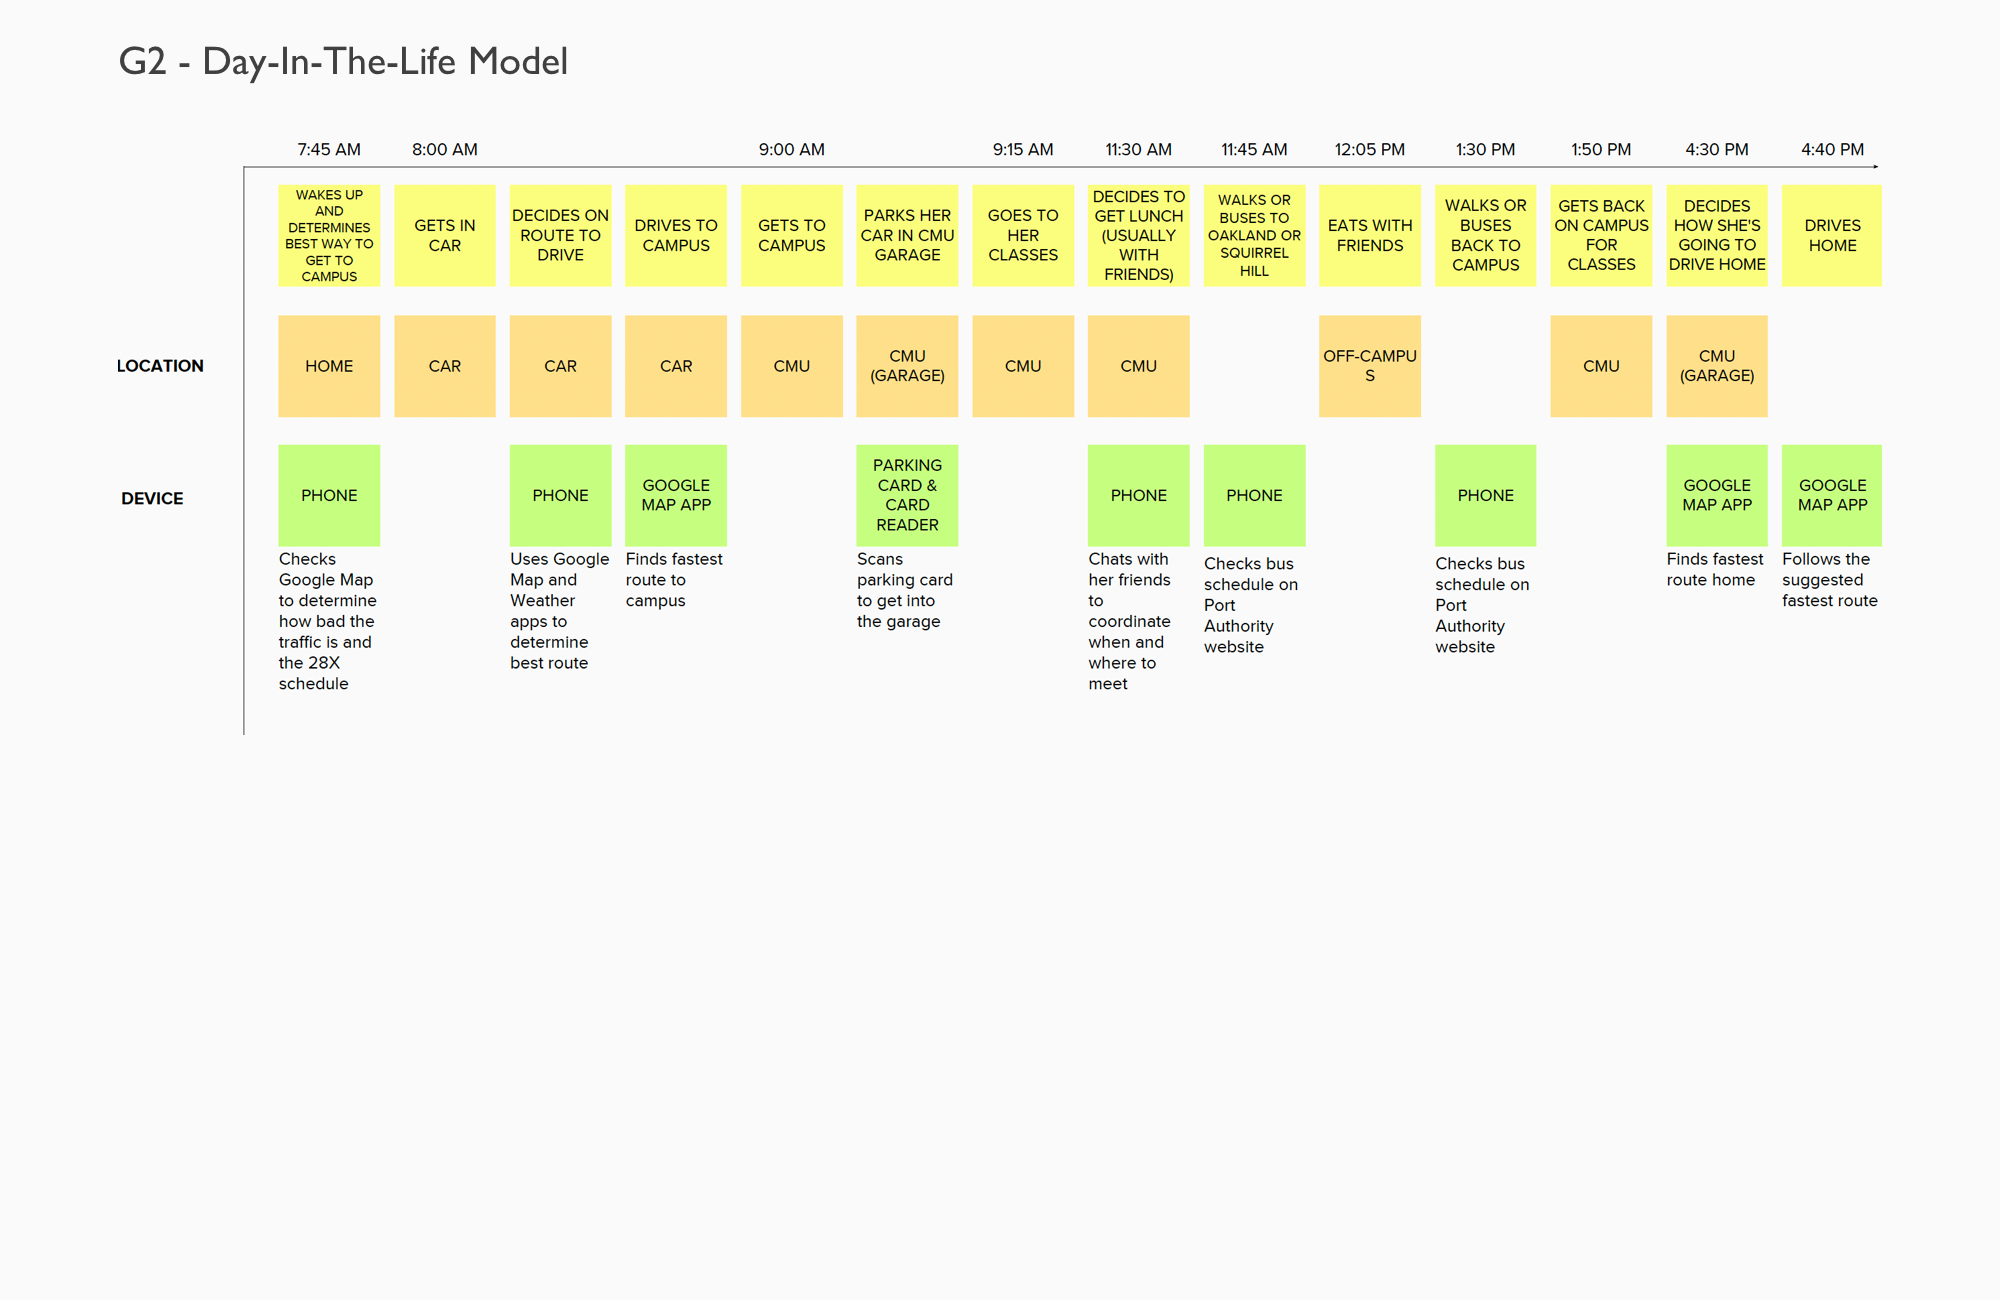 G2 - Day-In-The-Life Model
7:45 AM
8:00 AM
9:00 AM
9:15 AM
11:30 AM
11:45 AM
12:05 PM
1:30 PM
1:50 PM
4:30 PM
4:40 PM
WAKES UP
AND
DETERMINES
BEST WAY TO
GET TO
CAMPUS
GETS IN
CAR
DECIDES ON
ROUTE TO
DRIVE
DRIVES TO
CAMPUS
GETS TO
CAMPUS
PARKS HER
CAR IN CMU
GARAGE
GOES TO
HER
CLASSES
DECIDES TO
GET LUNCH
(USUALLY
WITH
FRIENDS)
WALKS OR
BUSES TO
OAKLAND OR
SQUIRREL
HILL
EATS WITH
FRIENDS
WALKS OR
BUSES
BACK TO
CAMPUS
GETS BACK
ON CAMPUS
FOR
CLASSES
DECIDES
HOW SHE'S
GOING TO
DRIVE HOME
DRIVES
HOME
LOCATION
HOME
CAR
CAR
CAR
CMU
CMU
(GARAGE)
CMU
CMU
OFF-CAMPU
S
CMU
CMU
(GARAGE)
DEVICE
PHONE
PHONE
GOOGLE
MAP APP
PARKING
CARD &
CARD
READER
PHONE
PHONE
PHONE
GOOGLE
MAP APP
GOOGLE
MAP APP
Checks
Google Map
to determine
how bad the
traffic is and
the 28X
schedule
Uses Google
Map and
Weather
apps to
determine
best route
Finds fastest
route to
campus
Scans
parking card
to get into
the garage
Chats with
her friends
to
coordinate
when and
where to
meet
Checks bus
schedule on
Port
Authority
website
Checks bus
schedule on
Port
Authority
website
Finds fastest
route home
Follows the
suggested
fastest route